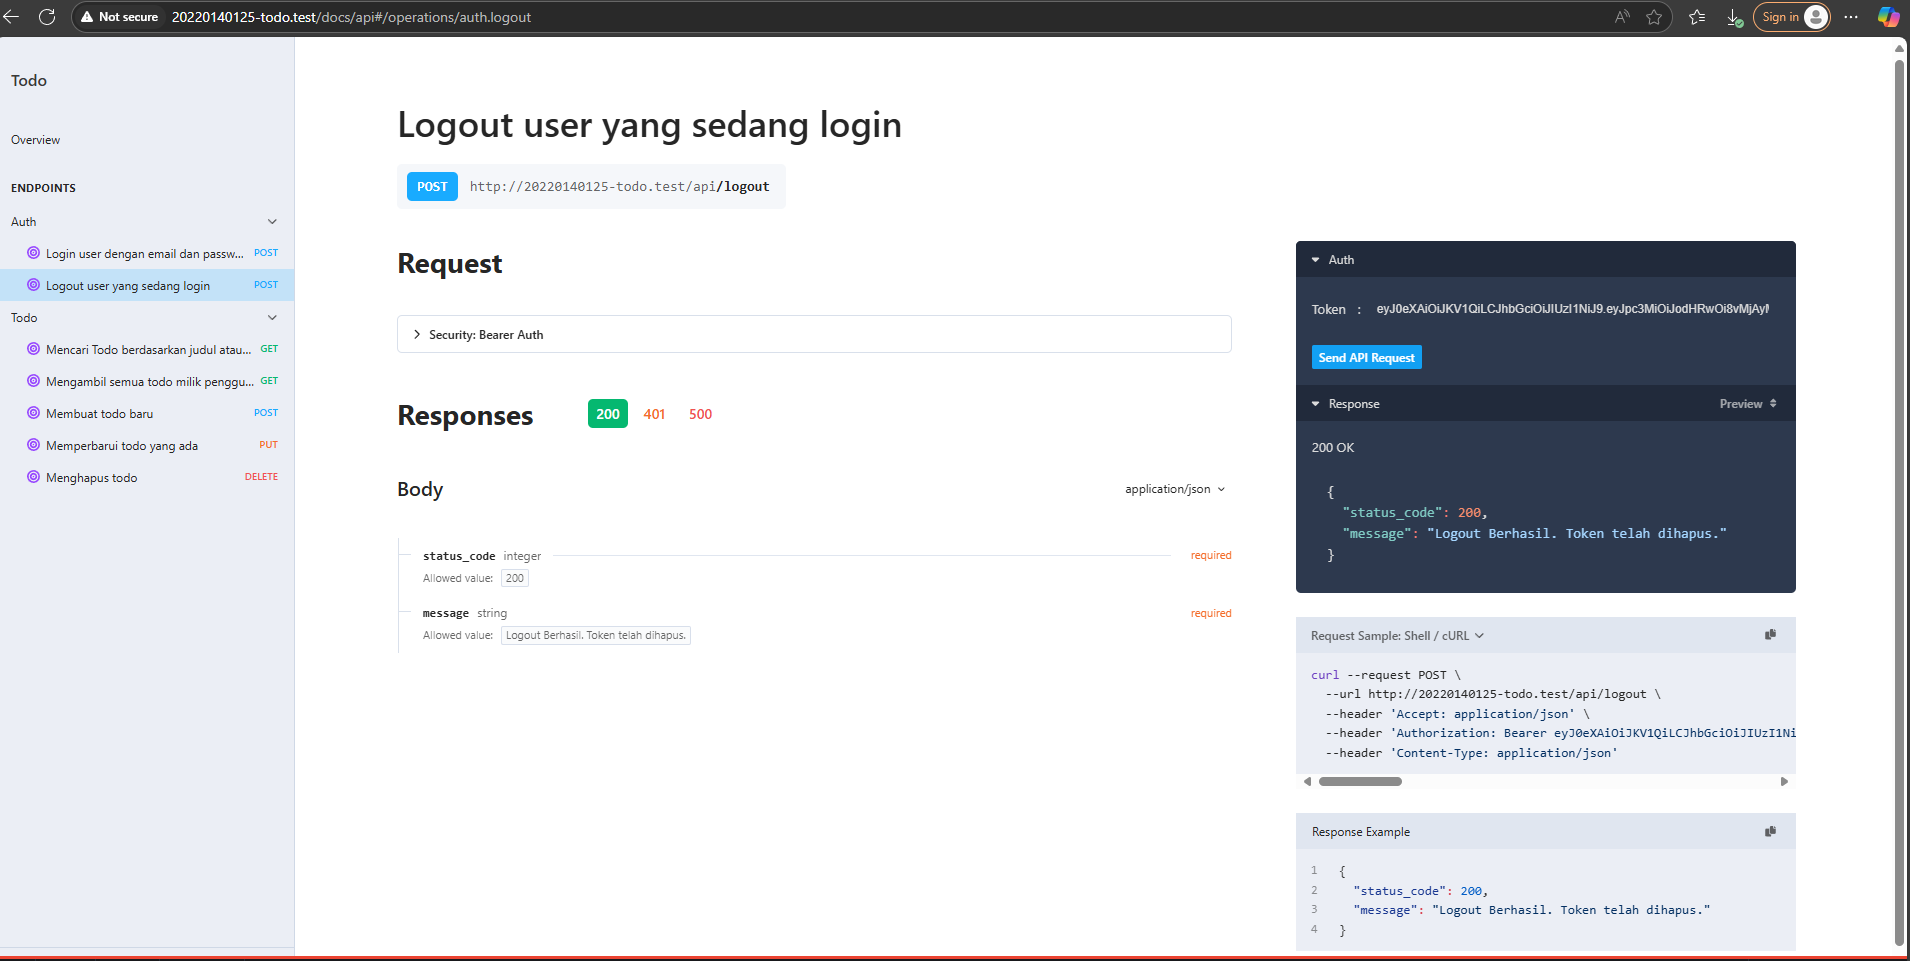 Not secure
20220140125-todo.test/docs/api#/operations/auth.logout
Sign in
Todo
Overview
ENDPOINTS
Auth
Login user dengan email dan passw... POST
Logout user yang sedang login POST
Todo
Mencari Todo berdasarkan judul atau... GET
Mengambil semua todo milik penggu... GET
Membuat todo baru POST
Memperbarui todo yang ada PUT
Menghapus todo DELETE
Logout user yang sedang login
POST http://20220140125-todo.test/api/logout
Request
Security: Bearer Auth
Responses 200 401 500
Body application/json
status_code integer required
Allowed value: 200
message string required
Allowed value: Logout Berhasil. Token telah dihapus.
Auth
Token : eyJ0eXAiOiJKV1QiLCJhbGciOiJIUzI1NiJ9.eyJpc3MiOiJodHRwOi8vMjAyM
Send API Request
Response Preview
200 OK
{
"status_code": 200,
"message": "Logout Berhasil. Token telah dihapus."
}
Request Sample: Shell / cURL
curl --request POST \
--url http://20220140125-todo.test/api/logout \
--header 'Accept: application/json' \
--header 'Authorization: Bearer eyJ0eXAiOiJKV1QiLCJhbGciOiJIUzI1Ni
--header 'Content-Type: application/json'
Response Example
1 {
2 "status_code": 200,
3 "message": "Logout Berhasil. Token telah dihapus."
4 }